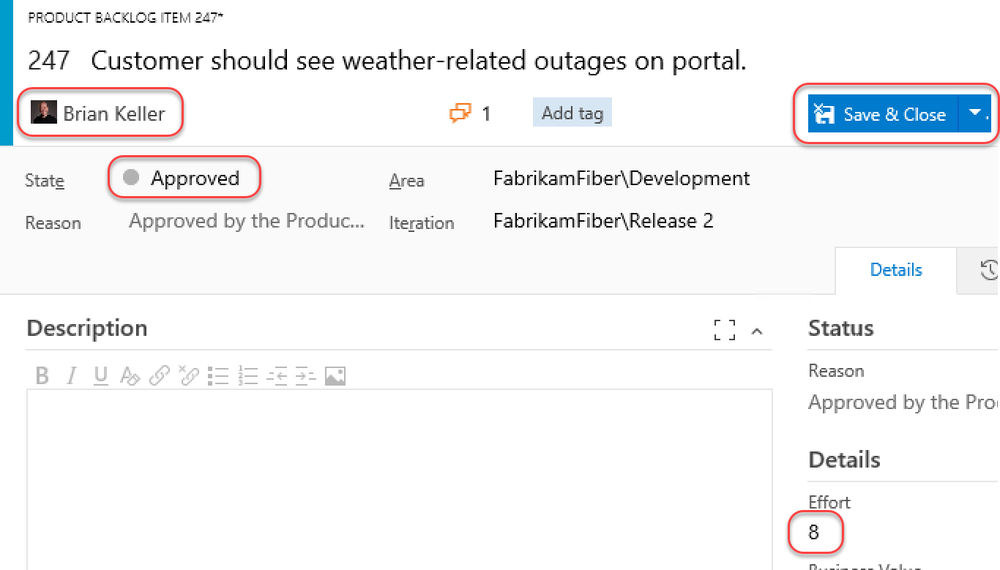 PRODUCT BACKLOG ITEM 247*
247 Customer should see weather-related outages on portal.
Brian Keller 1 Add tag Save & Close
State Approved Area FabrikamFiber\Development
Reason Approved by the Produc... Iteration FabrikamFiber\Release 2
Details
Description Status
B I U
Reason
Approved by the Pro
Details
Effort
8
Business Value